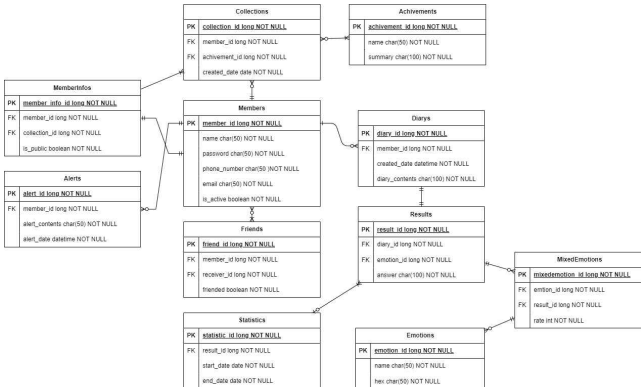 Collections
PK collection_id long NOT NULL
FK member_id long NOT NULL
FK achivement_id long NOT NULL
created_date date NOT NULL
Achivements
PK achivement_id long NOT NULL
name char(50) NOT NULL
summary char(100) NOT NULL
MemberInfos
PK member_info_id long NOT NULL
FK member_id long NOT NULL
FK collection_id long NOT NULL
is_public boolean NOT NULL
Members
PK member_id long NOT NULL
name char(50) NOT NULL
password char(50) NOT NULL
phone_number char(50 )NOT NULL
email char(50) NOT NULL
is_active boolean NOT NULL
Diarys
PK diary_id long NOT NULL
FK member_id long NOT NULL
created_date datetime NOT NULL
diary_contents char(100) NOT NULL
Alerts
PK alert_id long NOT NULL
FK member_id long NOT NULL
alert_contents char(50) NOT NULL
alert_date datetime NOT NULL
Friends
PK friend_id long NOT NULL
FK member_id long NOT NULL
FK receiver_id long NOT NULL
friended boolean NOT NULL
Results
PK result_id long NOT NULL
FK diary_id long NOT NULL
FK emotion_id long NOT NULL
answer char(100) NOT NULL
MixedEmotions
PK mixedemotion_id long NOT NULL
FK emtion_id long NOT NULL
FK result_id long NOT NULL
rate int NOT NULL
Statistics
PK statistic_id long NOT NULL
FK result_id long NOT NULL
start_date date NOT NULL
end_date date NOT NULL
Emotions
PK emotion_id long NOT NULL
name char(50) NOT NULL
hex char(50) NOT NULL